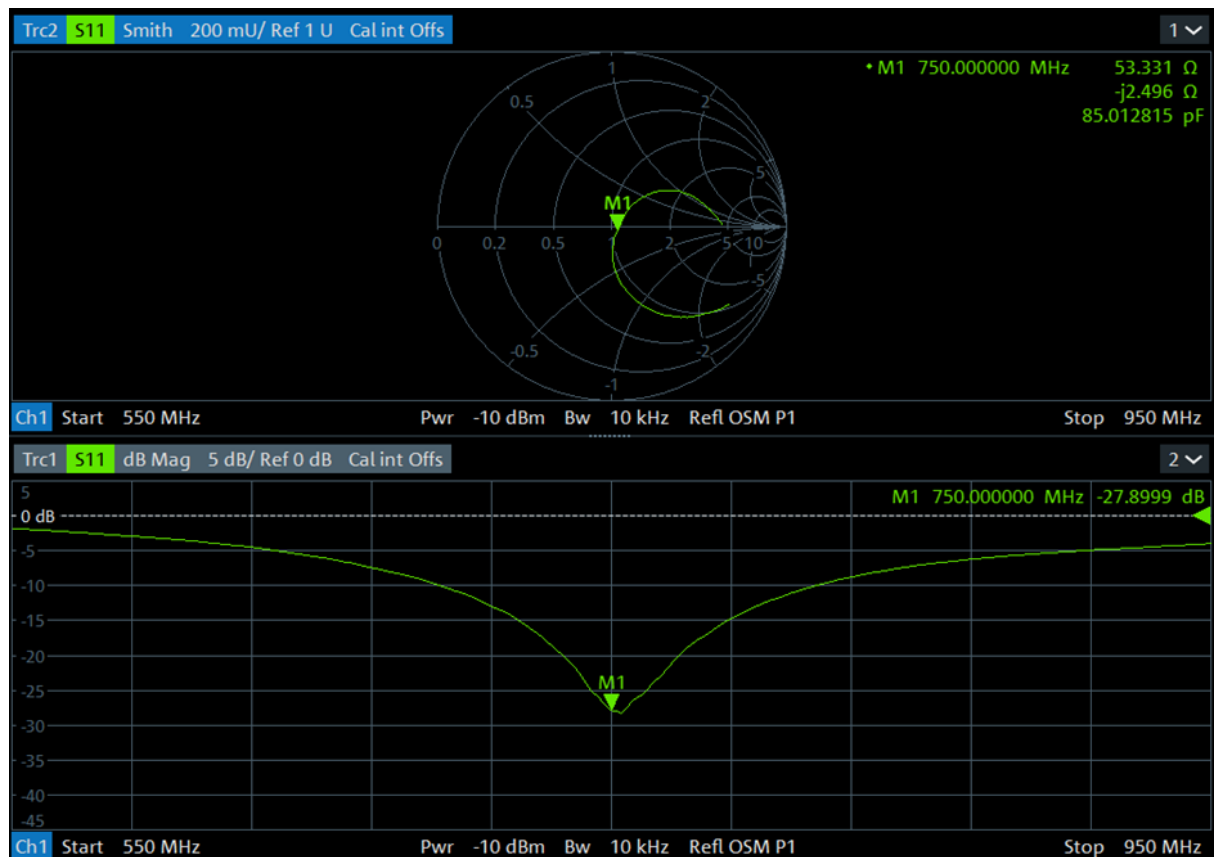 Trc2 S11 Smith 200 mU/ Ref 1 U Cal int Offs 1
• M1 750.000000 MHz 53.331 Ω
-j2.496 Ω
85.012815 pF
1
0.5 2
5
M1
0 0.2 0.5 1 2 5 10
-5
-0.5 -2
-1
Ch1 Start 550 MHz Pwr -10 dBm Bw 10 kHz Refl OSM P1 Stop 950 MHz
Trc1 S11 dB Mag 5 dB/ Ref 0 dB Cal int Offs 2
5 M1 750.000000 MHz -27.8999 dB
0 dB
-5
-10
-15
-20
-25 M1
-30
-35
-40
-45
Ch1 Start 550 MHz Pwr -10 dBm Bw 10 kHz Refl OSM P1 Stop 950 MHz